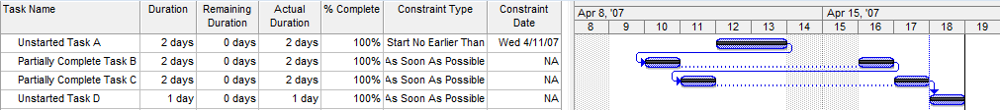 Task Name Duration Remaining Duration Actual Duration % Complete Constraint Type Constraint Date Apr 8, '07 Apr 15, '07
8 9 10 11 12 13 14 15 16 17 18 19
Unstarted Task A 2 days 0 days 2 days 100% Start No Earlier Than Wed 4/11/07
Partially Complete Task B 2 days 0 days 2 days 100% As Soon As Possible NA
Partially Complete Task C 2 days 0 days 2 days 100% As Soon As Possible NA
Unstarted Task D 1 day 0 days 1 day 100% As Soon As Possible NA